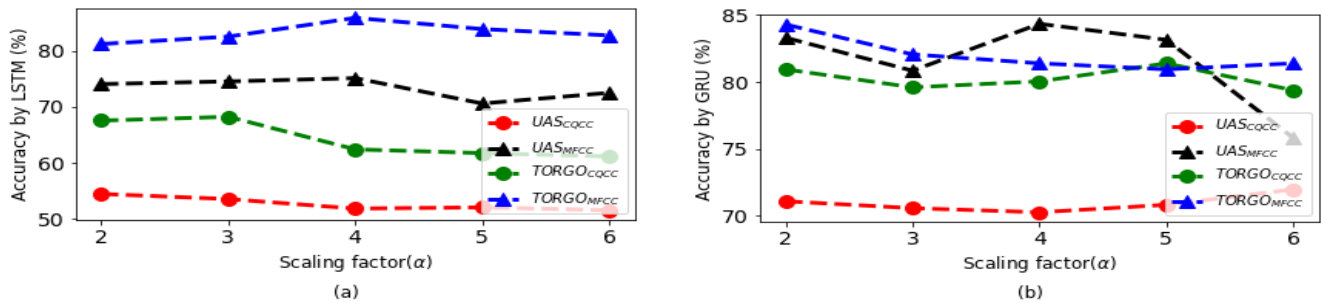 Accuracy by LSTM (%)
80
70
60
50
2 3 4 5 6
UAS_CQCC
UAS_MFCC
TORGO_CQCC
TORGO_MFCC
Scaling factor(α)
(a)
Accuracy by GRU (%)
85
80
75
70
2 3 4 5 6
UAS_CQCC
UAS_MFCC
TORGO_CQCC
TORGO_MFCC
Scaling factor(α)
(b)